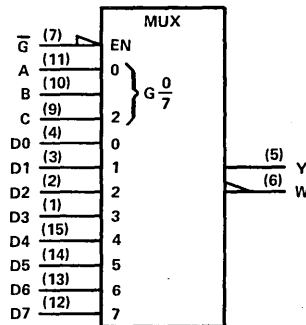 MUX
G̅ (7) EN
A (11) 0
B (10) G 0/7
C (9) 2
D0 (4) 0
D1 (3) 1 (5) Y
D2 (2) 2 (6) W
D3 (1) 3
D4 (15) 4
D5 (14) 5
D6 (13) 6
D7 (12) 7